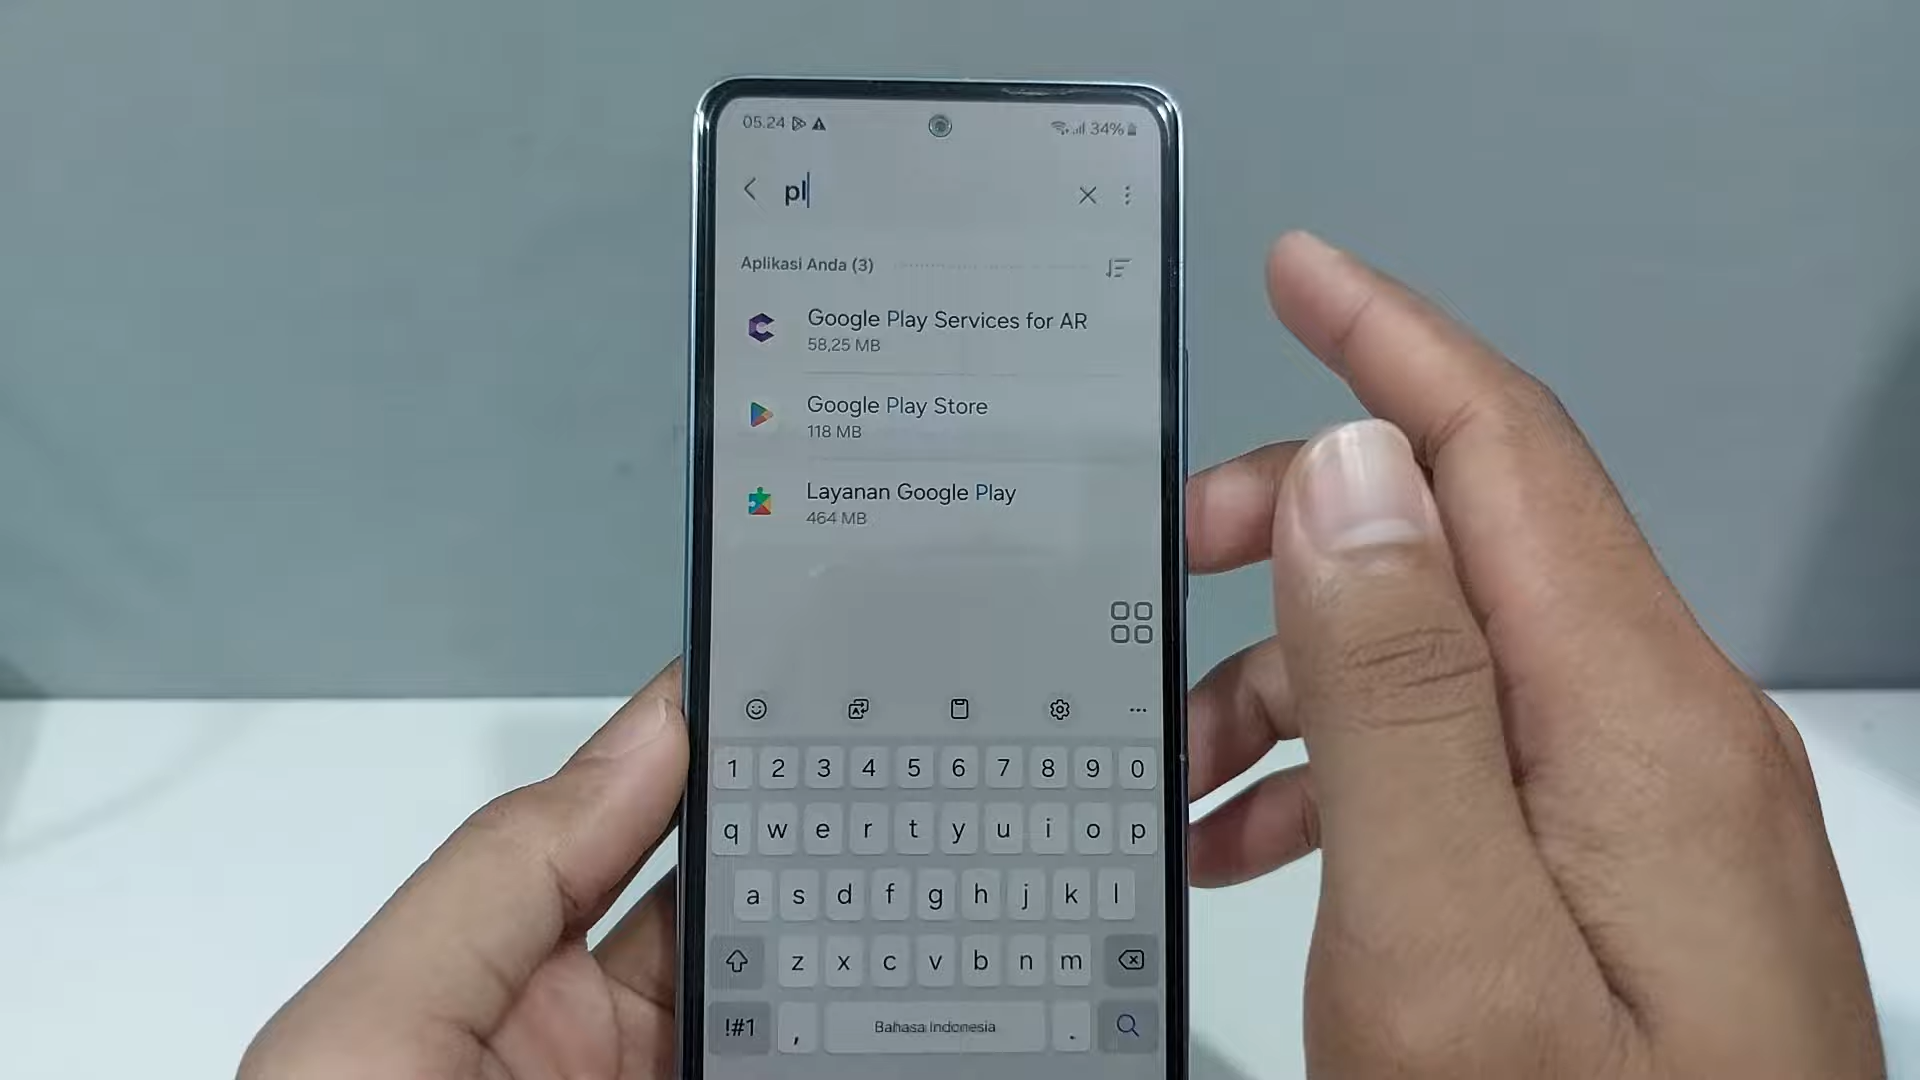 05.24 34%
pl
Aplikasi Anda (3)
Google Play Services for AR
58,25 MB
Google Play Store
118 MB
Layanan Google Play
464 MB
1 2 3 4 5 6 7 8 9 0
q w e r t y u i o p
a s d f g h j k l
z x c v b n m
!#1 , Bahasa Indonesia .